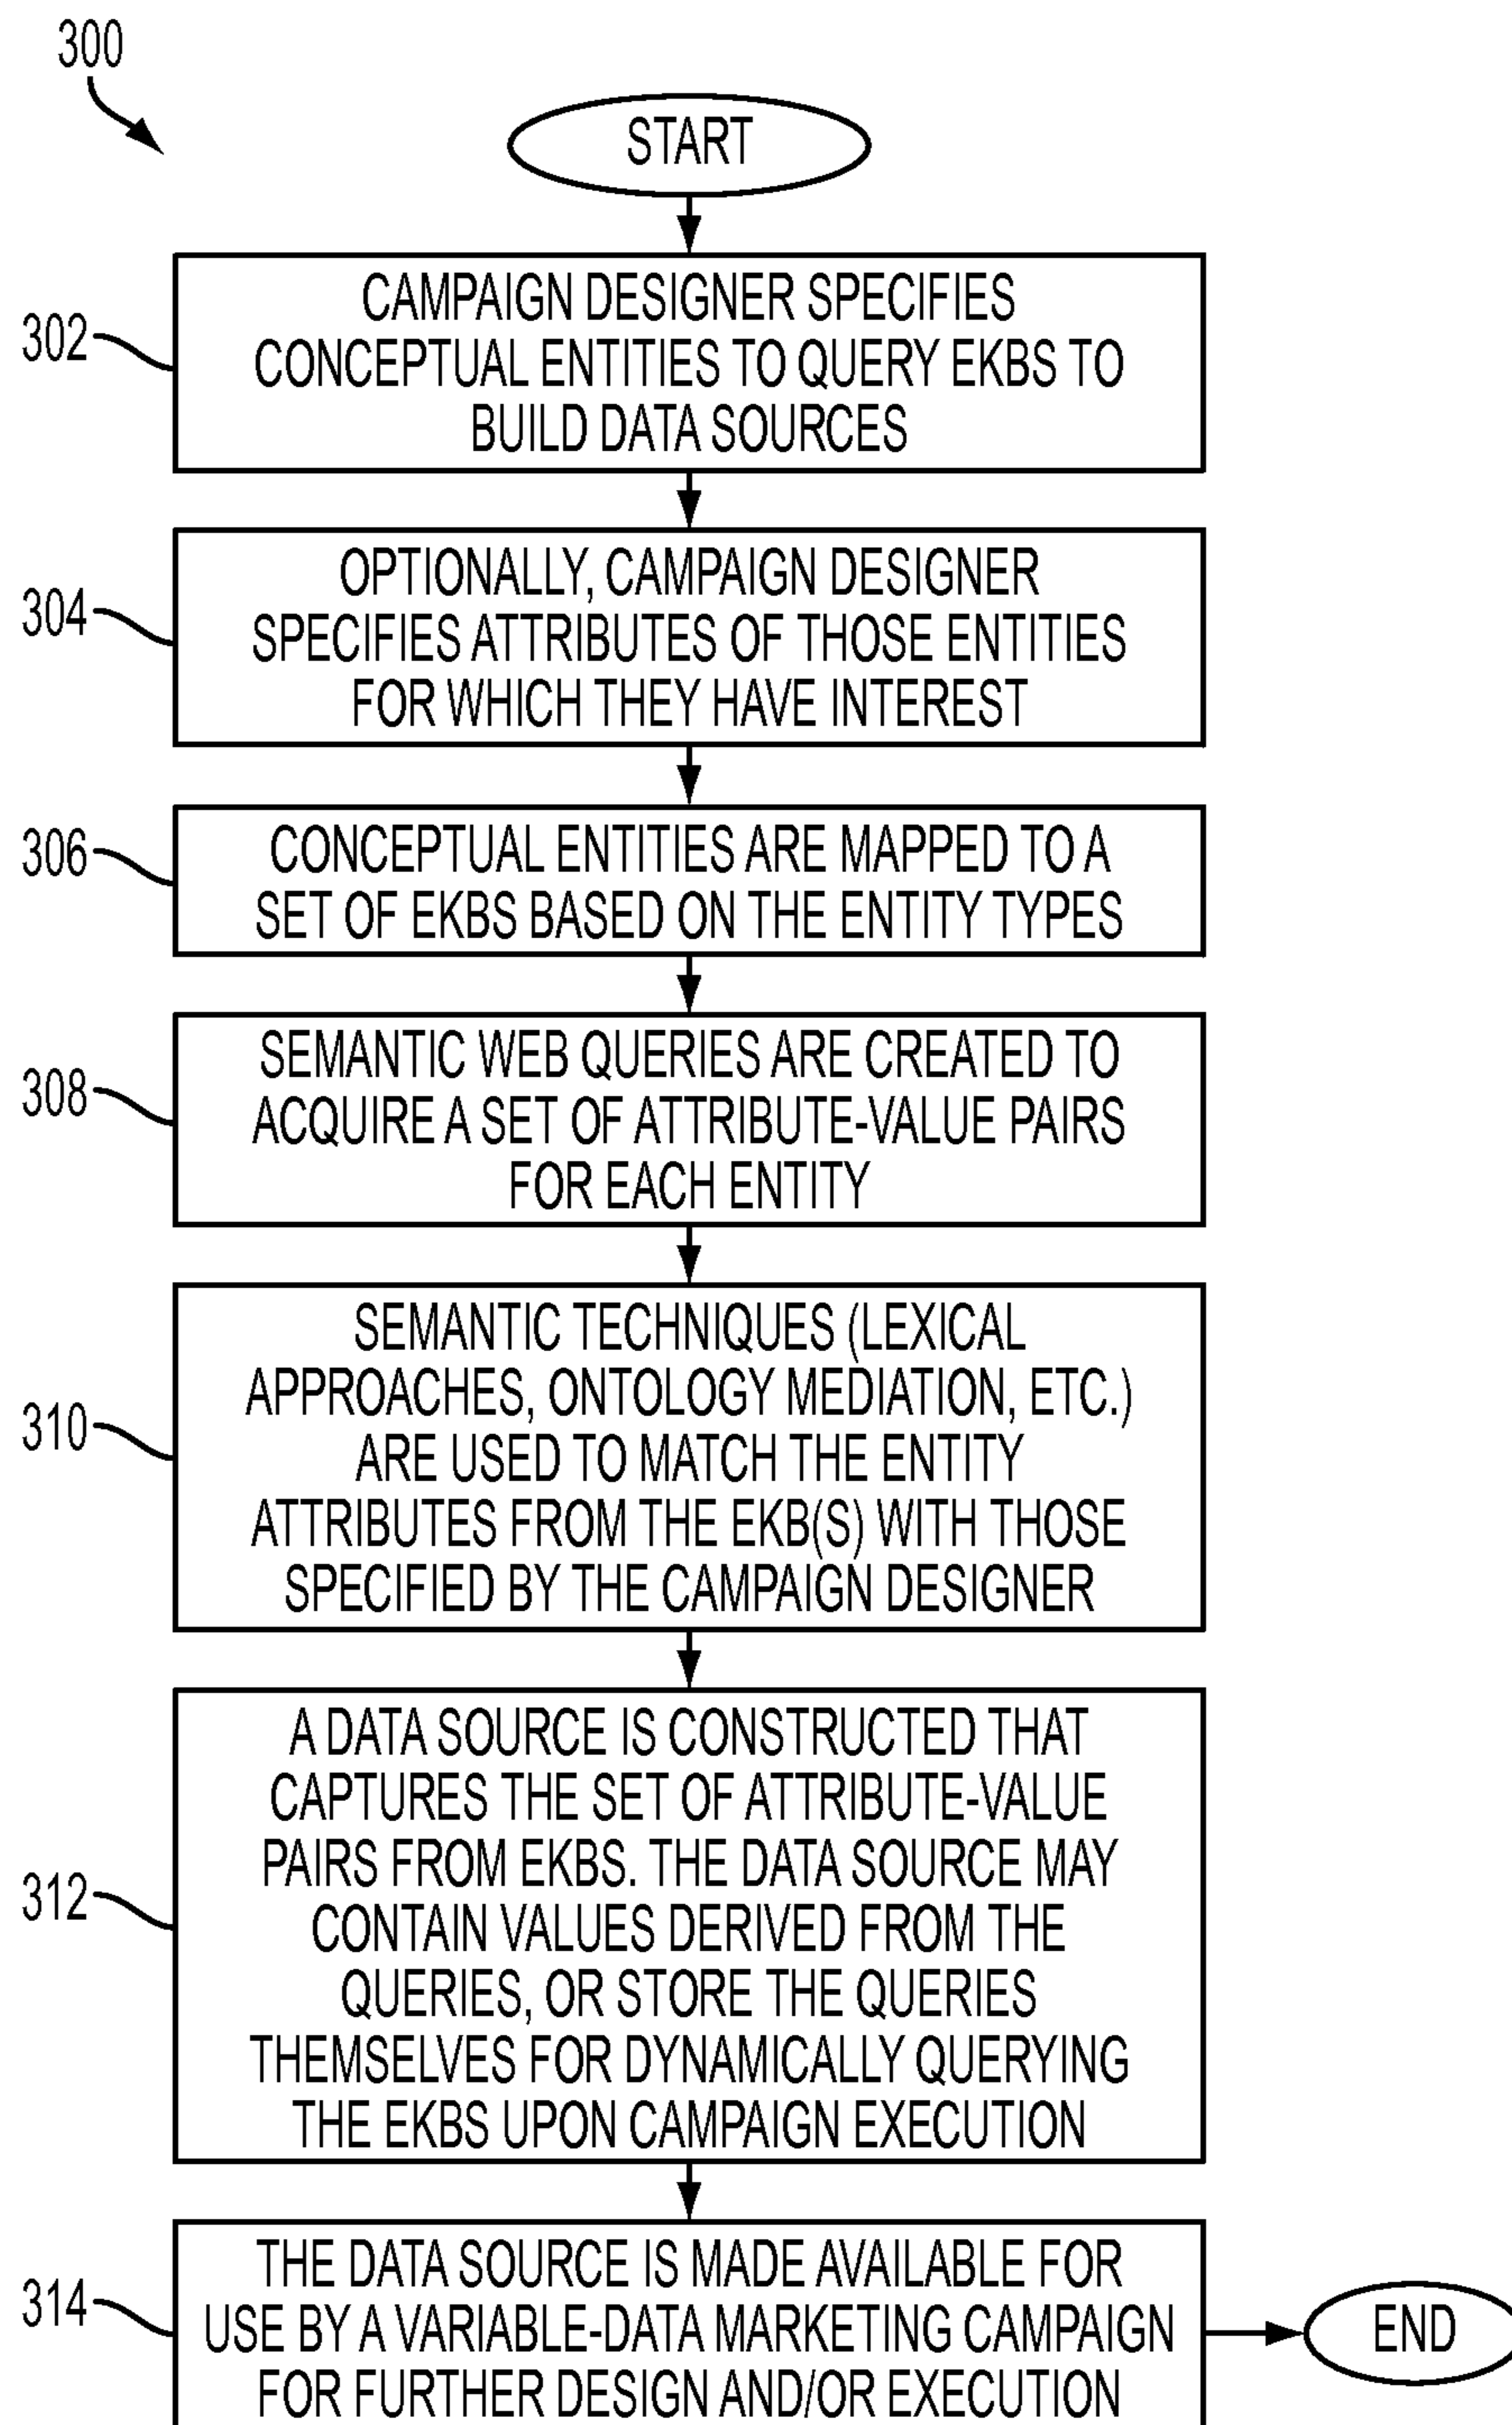 300
START
302
CAMPAIGN DESIGNER SPECIFIES
CONCEPTUAL ENTITIES TO QUERY EKBS TO
BUILD DATA SOURCES
304
OPTIONALLY, CAMPAIGN DESIGNER
SPECIFIES ATTRIBUTES OF THOSE ENTITIES
FOR WHICH THEY HAVE INTEREST
306
CONCEPTUAL ENTITIES ARE MAPPED TO A
SET OF EKBS BASED ON THE ENTITY TYPES
308
SEMANTIC WEB QUERIES ARE CREATED TO
ACQUIRE A SET OF ATTRIBUTE-VALUE PAIRS
FOR EACH ENTITY
310
SEMANTIC TECHNIQUES (LEXICAL
APPROACHES, ONTOLOGY MEDIATION, ETC.)
ARE USED TO MATCH THE ENTITY
ATTRIBUTES FROM THE EKB(S) WITH THOSE
SPECIFIED BY THE CAMPAIGN DESIGNER
312
A DATA SOURCE IS CONSTRUCTED THAT
CAPTURES THE SET OF ATTRIBUTE-VALUE
PAIRS FROM EKBS. THE DATA SOURCE MAY
CONTAIN VALUES DERIVED FROM THE
QUERIES, OR STORE THE QUERIES
THEMSELVES FOR DYNAMICALLY QUERYING
THE EKBS UPON CAMPAIGN EXECUTION
314
THE DATA SOURCE IS MADE AVAILABLE FOR
USE BY A VARIABLE-DATA MARKETING CAMPAIGN
FOR FURTHER DESIGN AND/OR EXECUTION
END